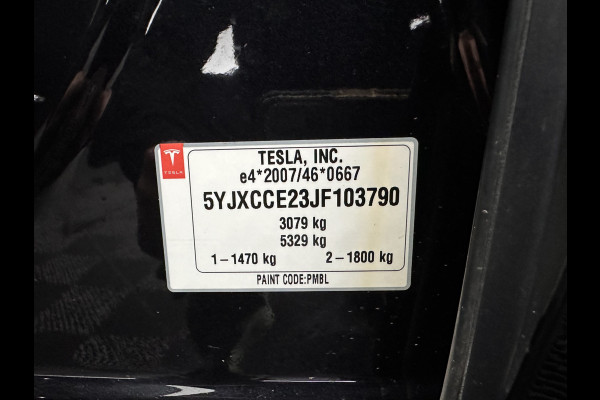 TESLA
TESLA, INC.
e4*2007/46*0667
5YJXCCE23JF103790
3079 kg
5329 kg
1-1470 kg 2-1800 kg
PAINT CODE:PMBL